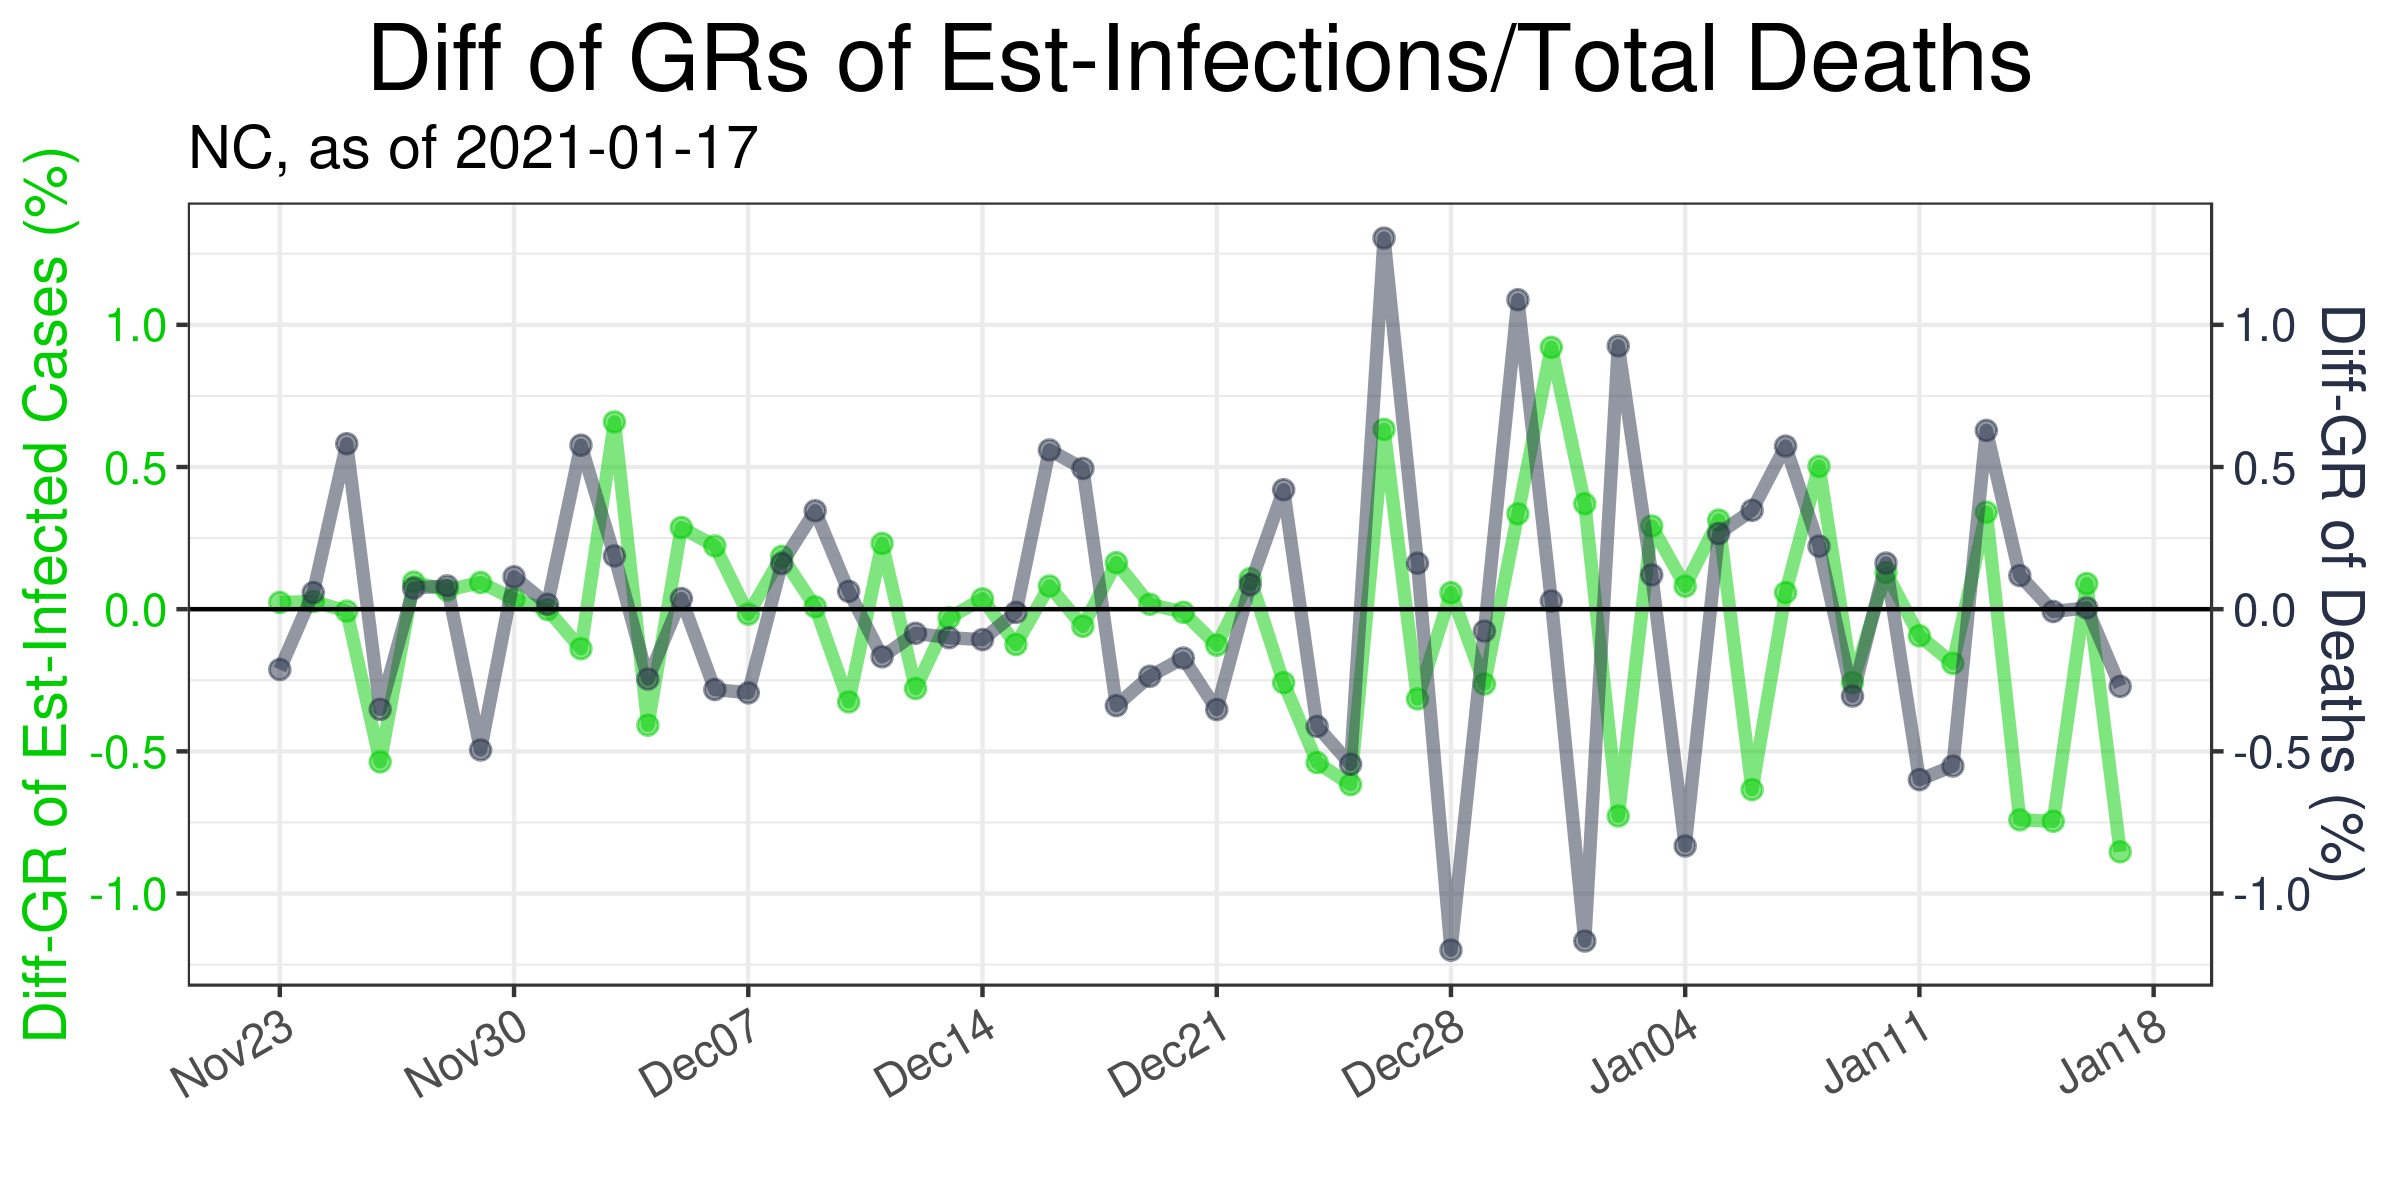 Diff of GRs of Est-Infections/Total Deaths
NC, as of 2021-01-17
Diff-GR of Est-Infected Cases (%)
1.0
0.5
0.0
-0.5
-1.0
1.0
0.5
0.0
-0.5
-1.0
Diff-GR of Deaths (%)
Nov23
Nov30
Dec07
Dec14
Dec21
Dec28
Jan04
Jan11
Jan18